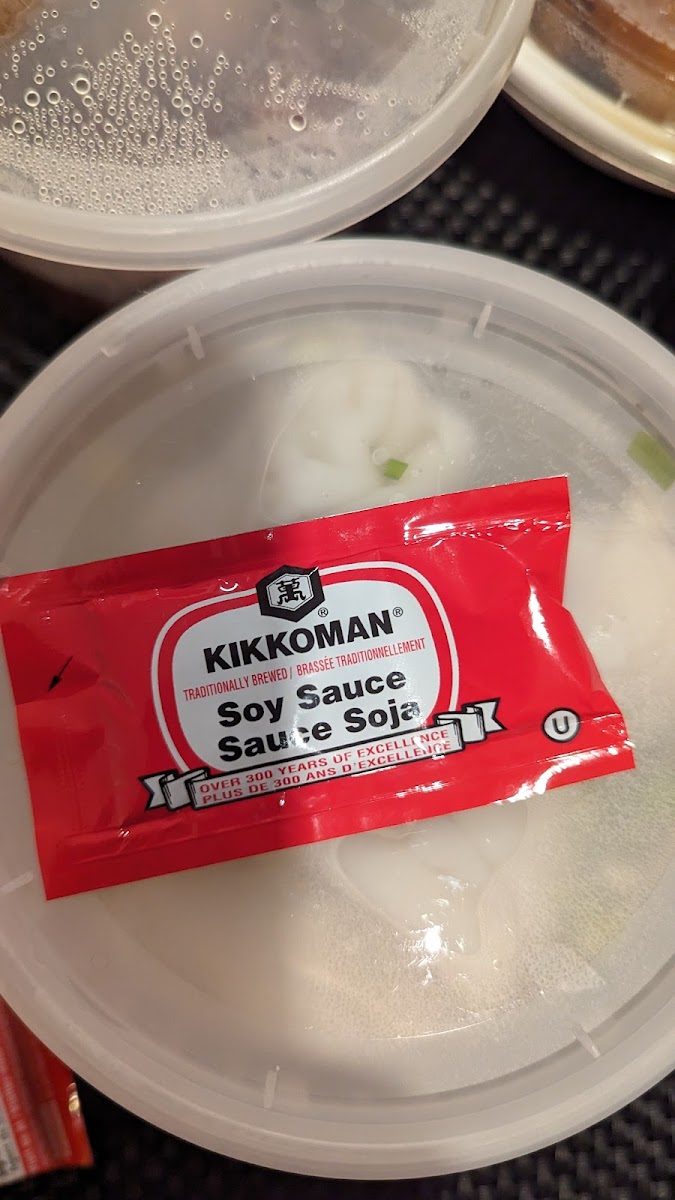 萬
®
KIKKOMAN®
TRADITIONALLY BREWED / BRASSÉE TRADITIONNELLEMENT
Soy Sauce
Sauce Soja
OVER 300 YEARS OF EXCELLENCE
PLUS DE 300 ANS D'EXCELLENCE
U